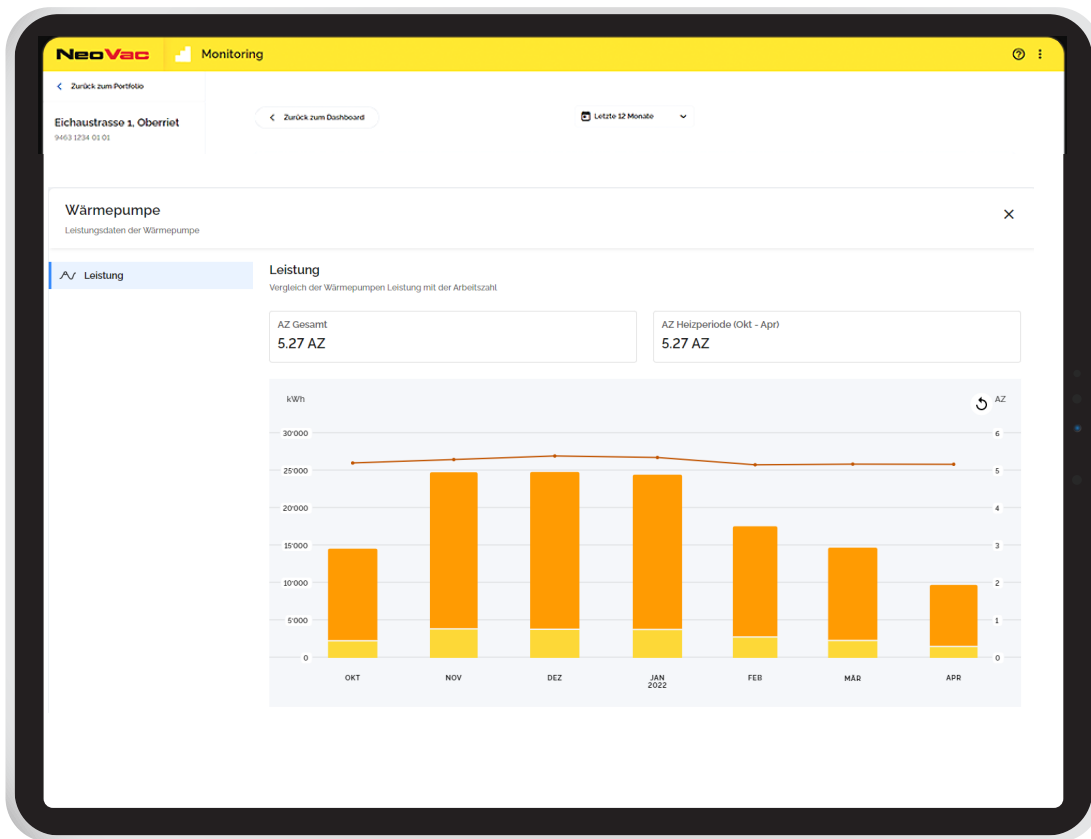 NeoVac
Monitoring
Zurück zum Portfolio
Eichaustrasse 1, Oberriet
9463 1234 01 01
Zurück zum Dashboard
Letzte 12 Monate
Wärmepumpe
Leistungsdaten der Wärmepumpe
Leistung
Leistung
Vergleich der Wärmepumpen Leistung mit der Arbeitszahl
AZ Gesamt
5.27 AZ
AZ Heizperiode (Okt - Apr)
5.27 AZ
kWh
AZ
30'000
6
25'000
5
20'000
4
15'000
3
10'000
2
5'000
1
0
0
OKT
NOV
DEZ
JAN
2022
FEB
MÄR
APR